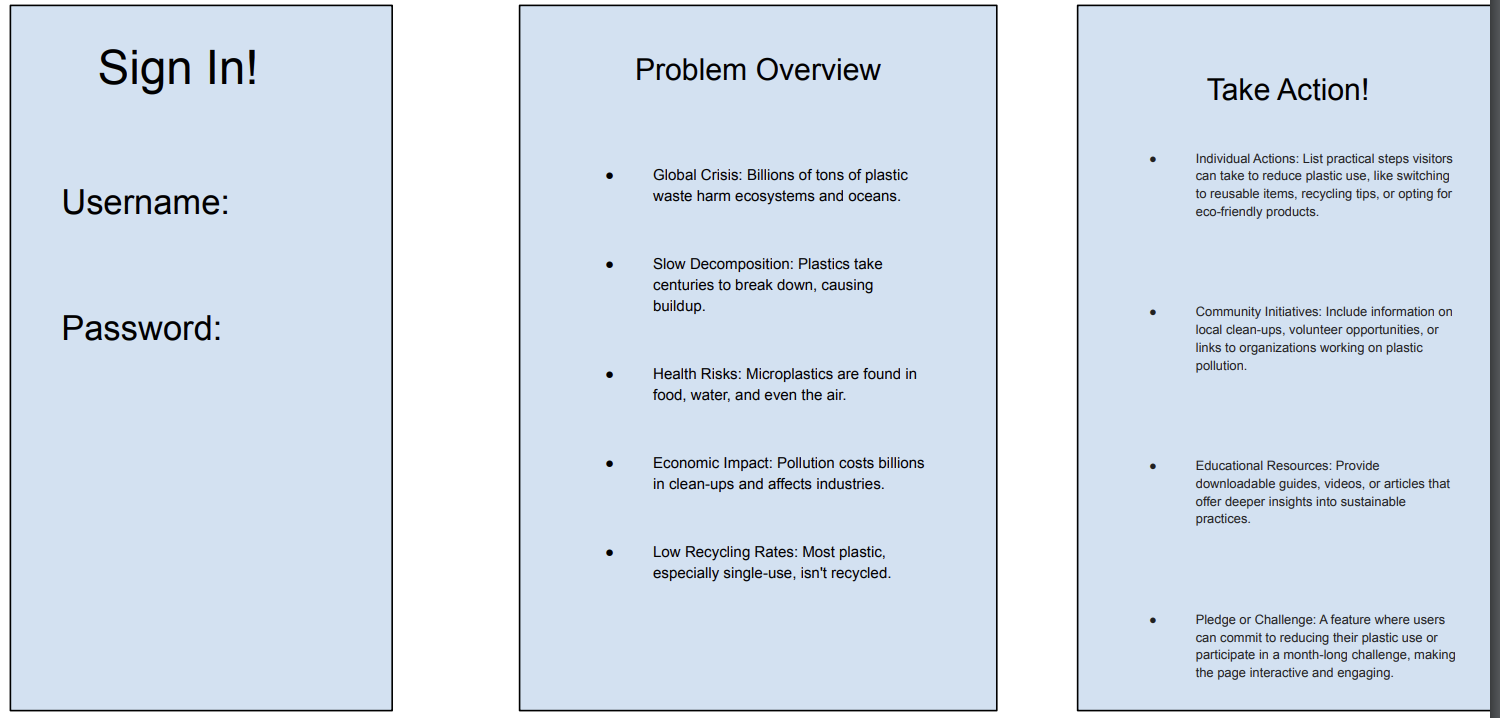 Sign In!
Username:
Password:
Problem Overview
● Global Crisis: Billions of tons of plastic
waste harm ecosystems and oceans.
● Slow Decomposition: Plastics take
centuries to break down, causing
buildup.
● Health Risks: Microplastics are found in
food, water, and even the air.
● Economic Impact: Pollution costs billions
in clean-ups and affects industries.
● Low Recycling Rates: Most plastic,
especially single-use, isn't recycled.
Take Action!
● Individual Actions: List practical steps visitors
can take to reduce plastic use, like switching
to reusable items, recycling tips, or opting for
eco-friendly products.
● Community Initiatives: Include information on
local clean-ups, volunteer opportunities, or
links to organizations working on plastic
pollution.
● Educational Resources: Provide
downloadable guides, videos, or articles that
offer deeper insights into sustainable
practices.
● Pledge or Challenge: A feature where users
can commit to reducing their plastic use or
participate in a month-long challenge, making
the page interactive and engaging.